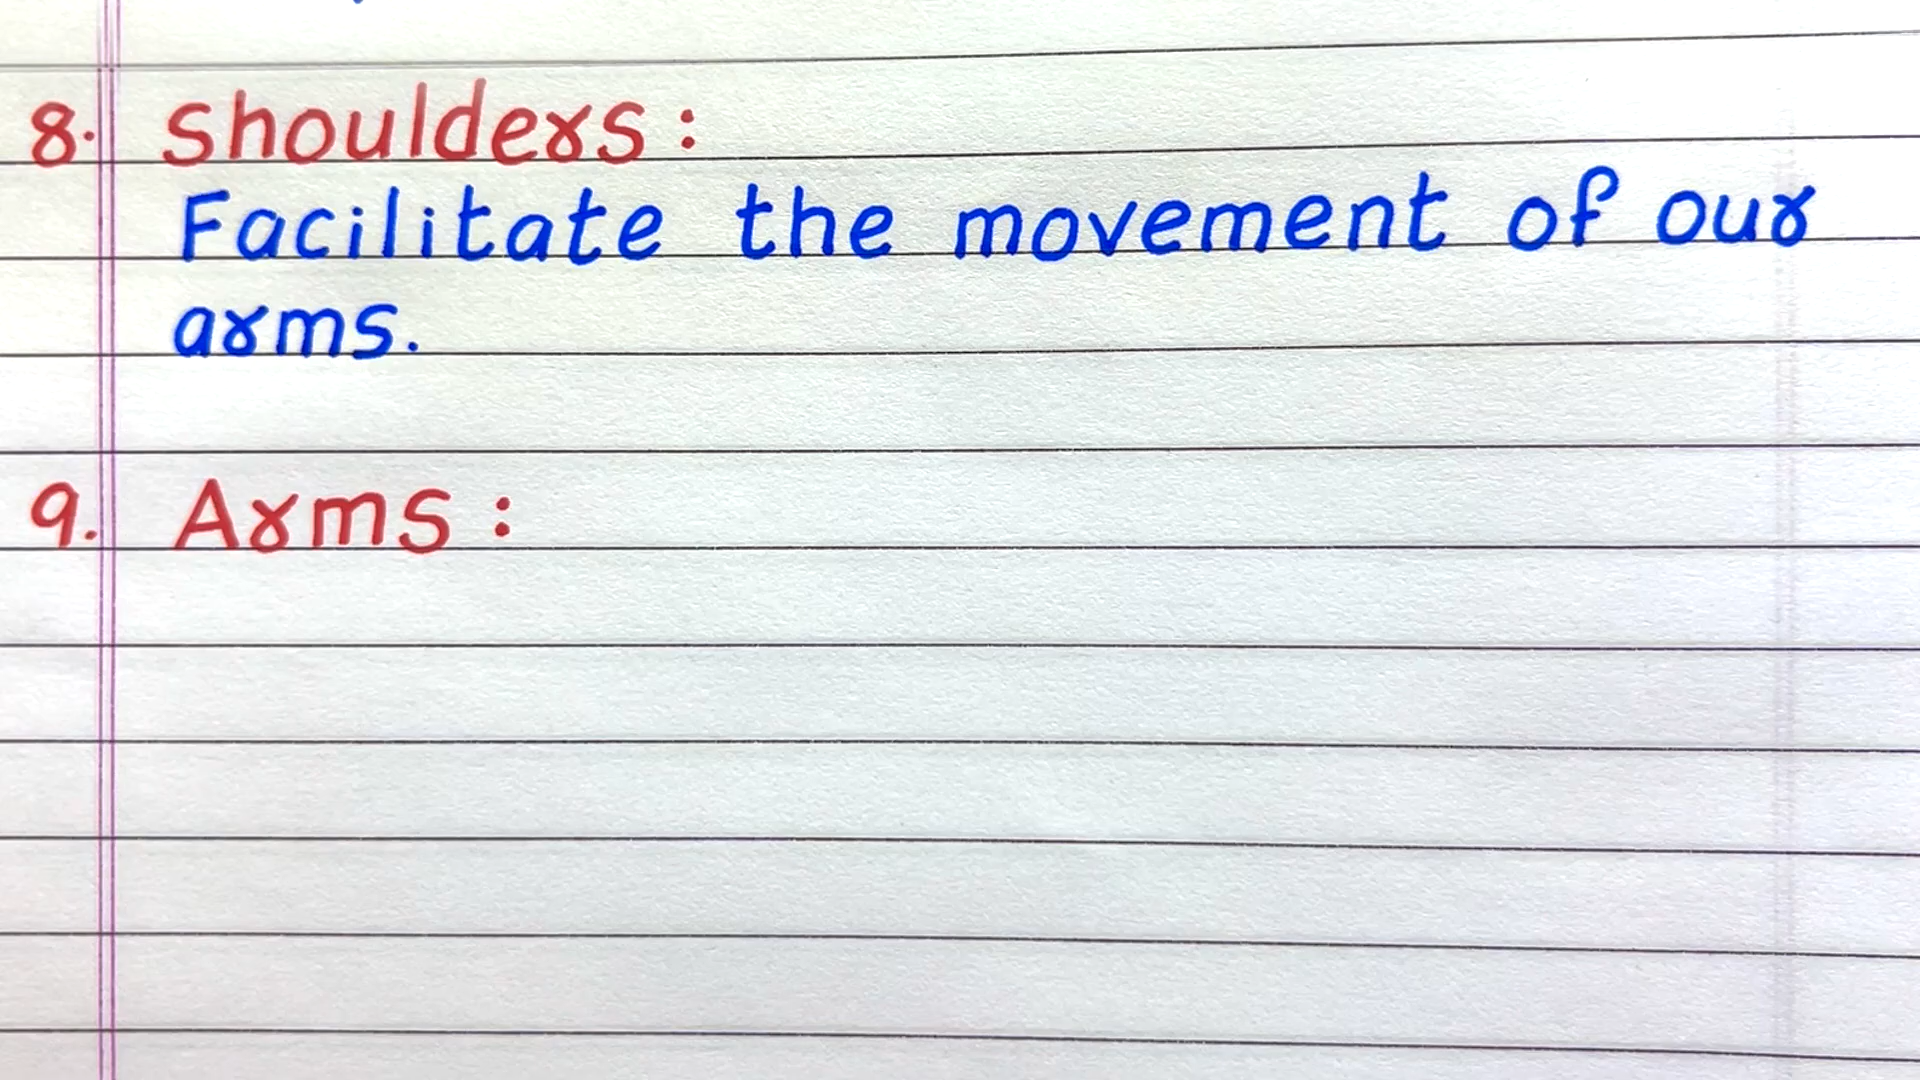 8. Shoulders :
Facilitate the movement of our
arms.
9. Arms :